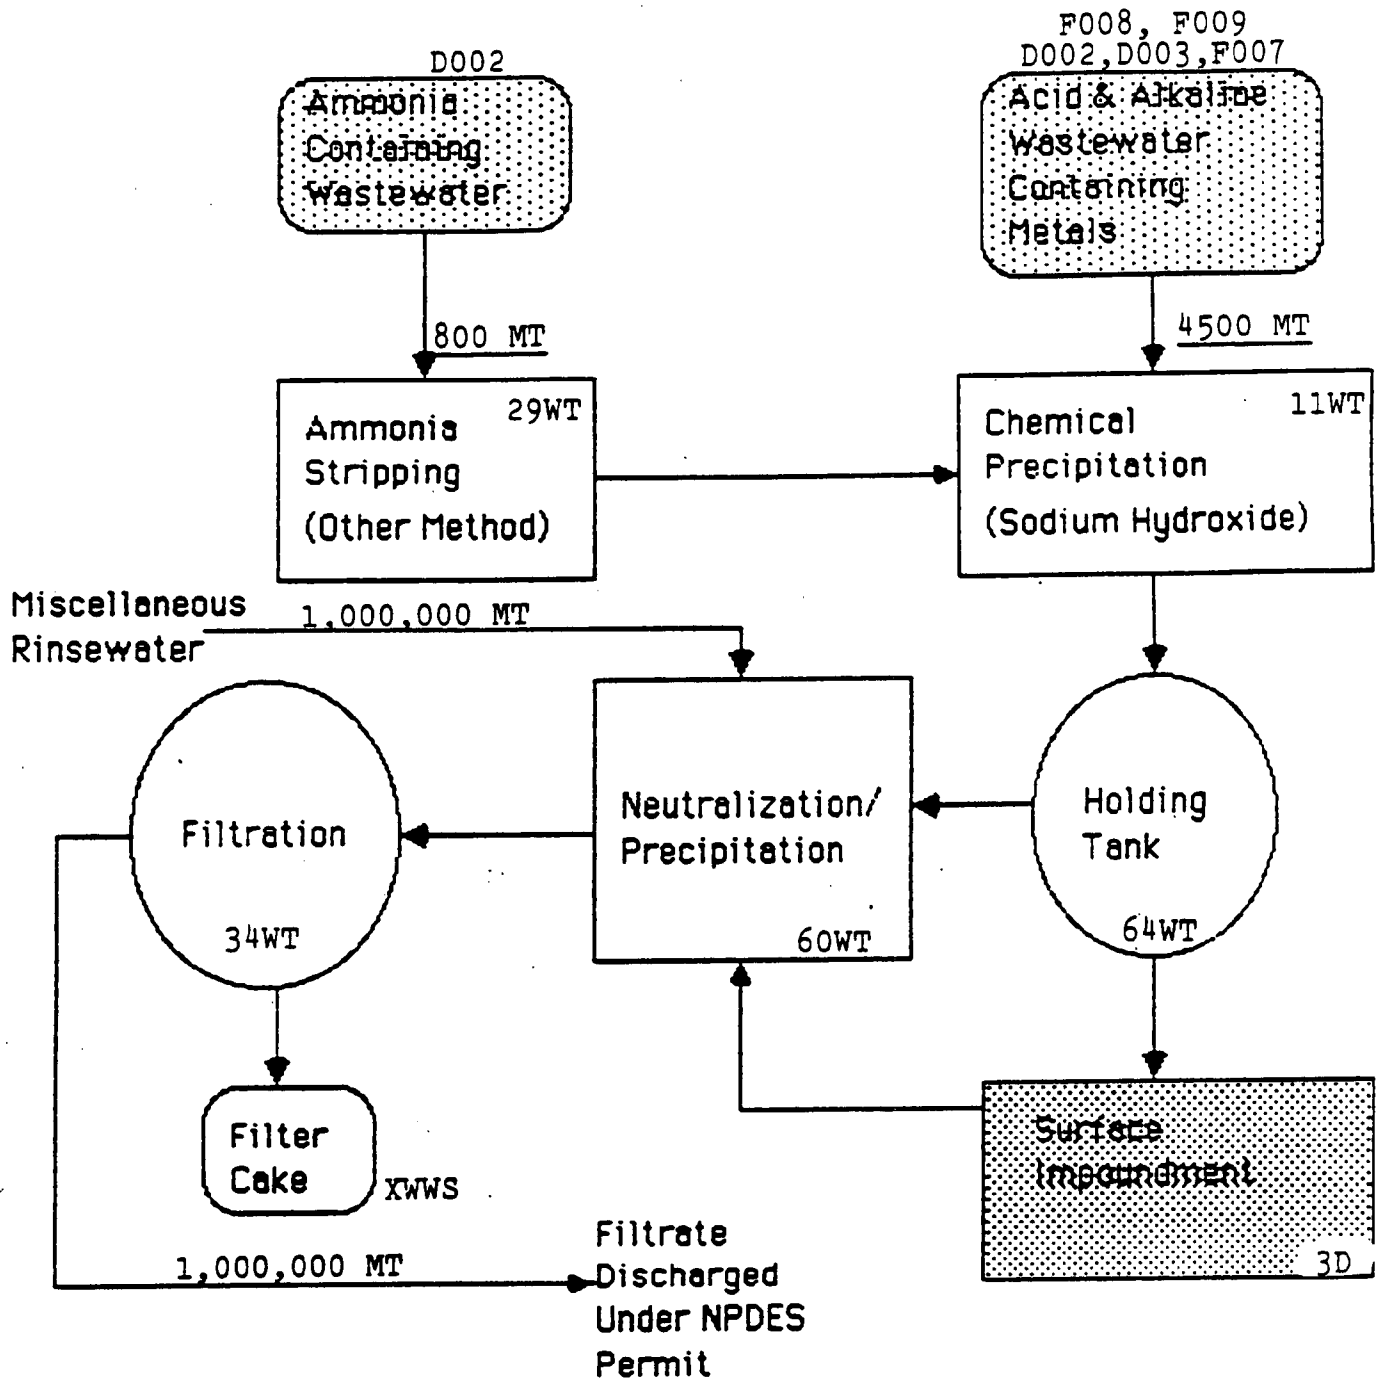 F008, F009
D002
D002,D003,F007
Ammonia
Containing
Wastewater
Acid & Alkaline
Wastewater
Containing
Metals
800 MT
4500 MT
29WT
Ammonia
Stripping
(Other Method)
11WT
Chemical
Precipitation
(Sodium Hydroxide)
Miscellaneous
Rinsewater
1,000,000 MT
Filtration
34WT
Neutralization/
Precipitation
60WT
Holding
Tank
64WT
Filter
Cake
XWWS
Surface
Impoundment
3D
1,000,000 MT
Filtrate
Discharged
Under NPDES
Permit